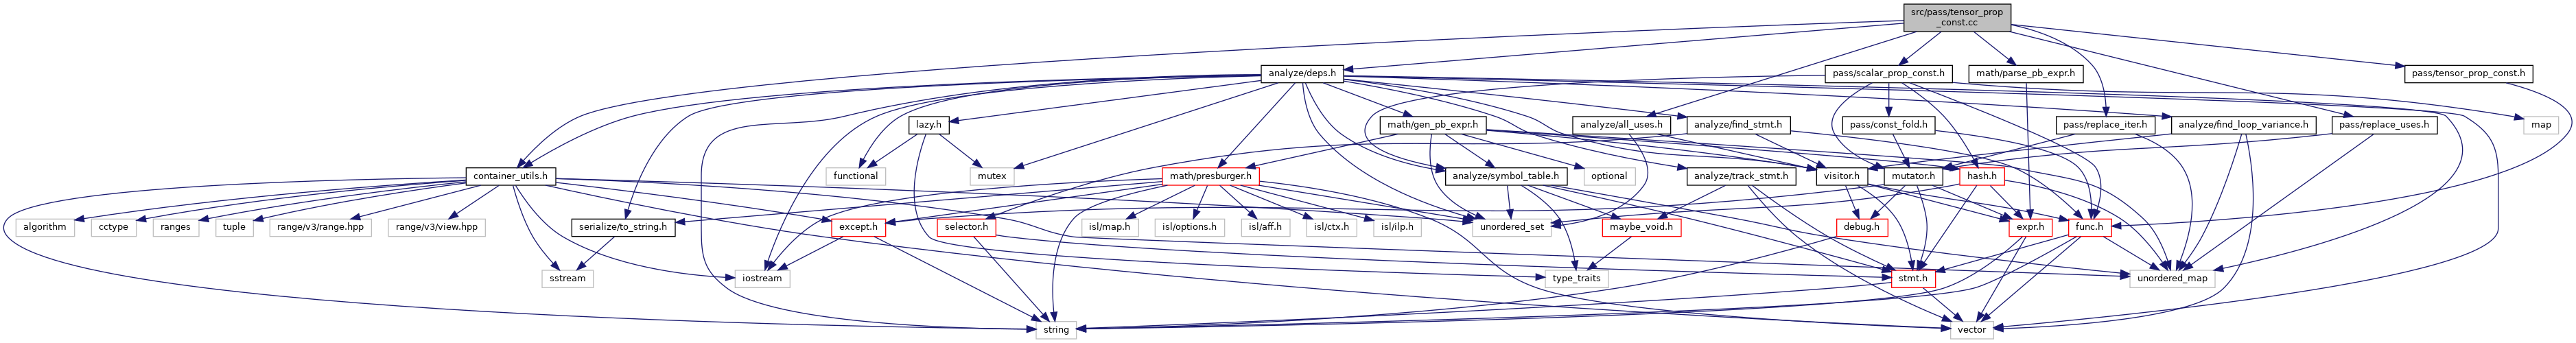 src/pass/tensor_prop
_const.cc
analyze/deps.h
pass/scalar_prop_const.h
math/parse_pb_expr.h
pass/tensor_prop_const.h
lazy.h
math/gen_pb_expr.h
analyze/all_uses.h
analyze/find_stmt.h
pass/const_fold.h
pass/replace_iter.h
analyze/find_loop_variance.h
pass/replace_uses.h
map
container_utils.h
functional
mutex
math/presburger.h
optional
analyze/symbol_table.h
analyze/track_stmt.h
visitor.h
mutator.h
hash.h
algorithm
cctype
ranges
tuple
range/v3/range.hpp
range/v3/view.hpp
serialize/to_string.h
except.h
selector.h
isl/map.h
isl/options.h
isl/aff.h
isl/ctx.h
isl/ilp.h
unordered_set
maybe_void.h
debug.h
expr.h
func.h
sstream
iostream
type_traits
stmt.h
unordered_map
string
vector